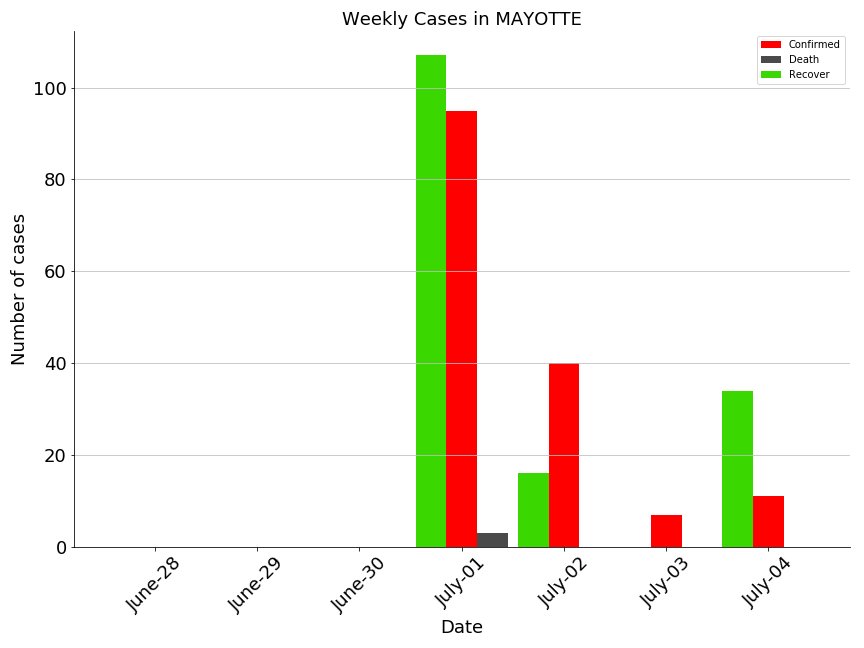 Weekly Cases in MAYOTTE
Confirmed
Death
Recover
Number of cases
100
80
60
40
20
0
June-28
June-29
June-30
July-01
July-02
July-03
July-04
Date